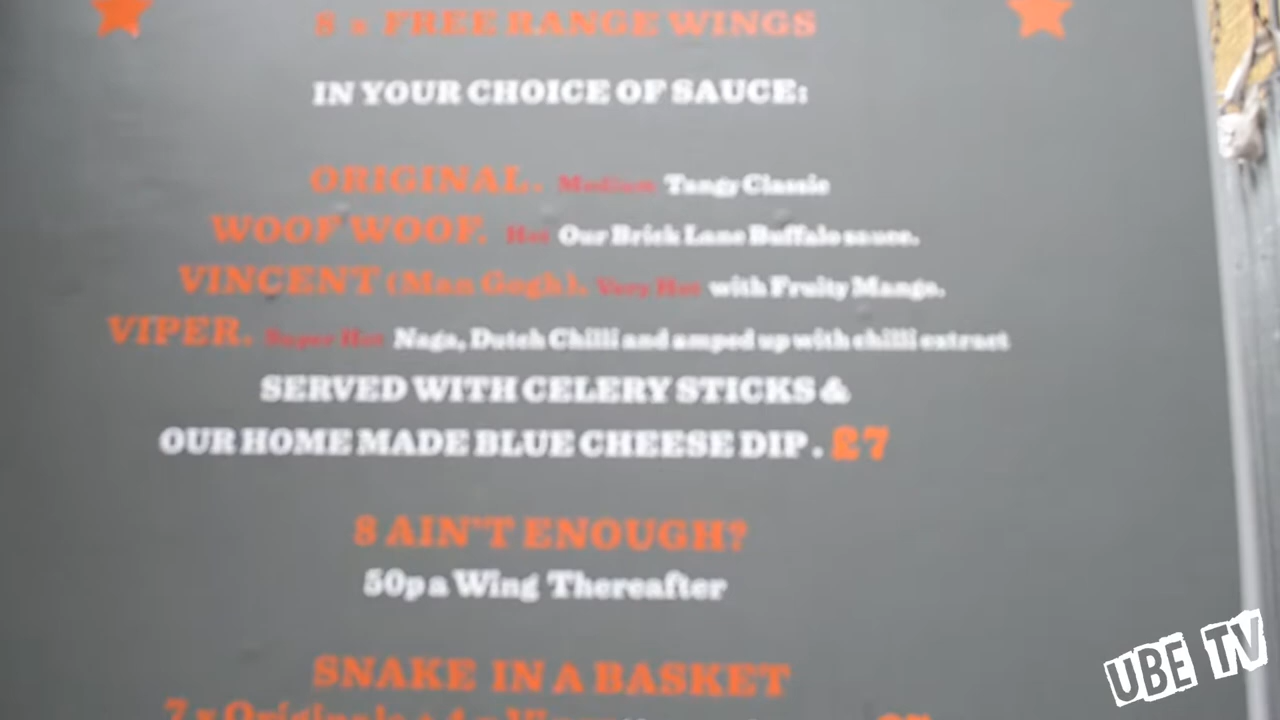 8 x FREE RANGE WINGS
IN YOUR CHOICE OF SAUCE:
ORIGINAL. Medium Tangy Classic
WOOF WOOF. Hot Our Brick Lane Buffalo sauce.
VINCENT (Man Gogh). Very Hot with Fruity Mango.
VIPER. Super Hot Naga, Dutch Chilli and amped up with chilli extract
SERVED WITH CELERY STICKS &
OUR HOME MADE BLUE CHEESE DIP. £7
8 AIN'T ENOUGH?
50p a Wing Thereafter
SNAKE IN A BASKET
7 x Originals
UBE TV